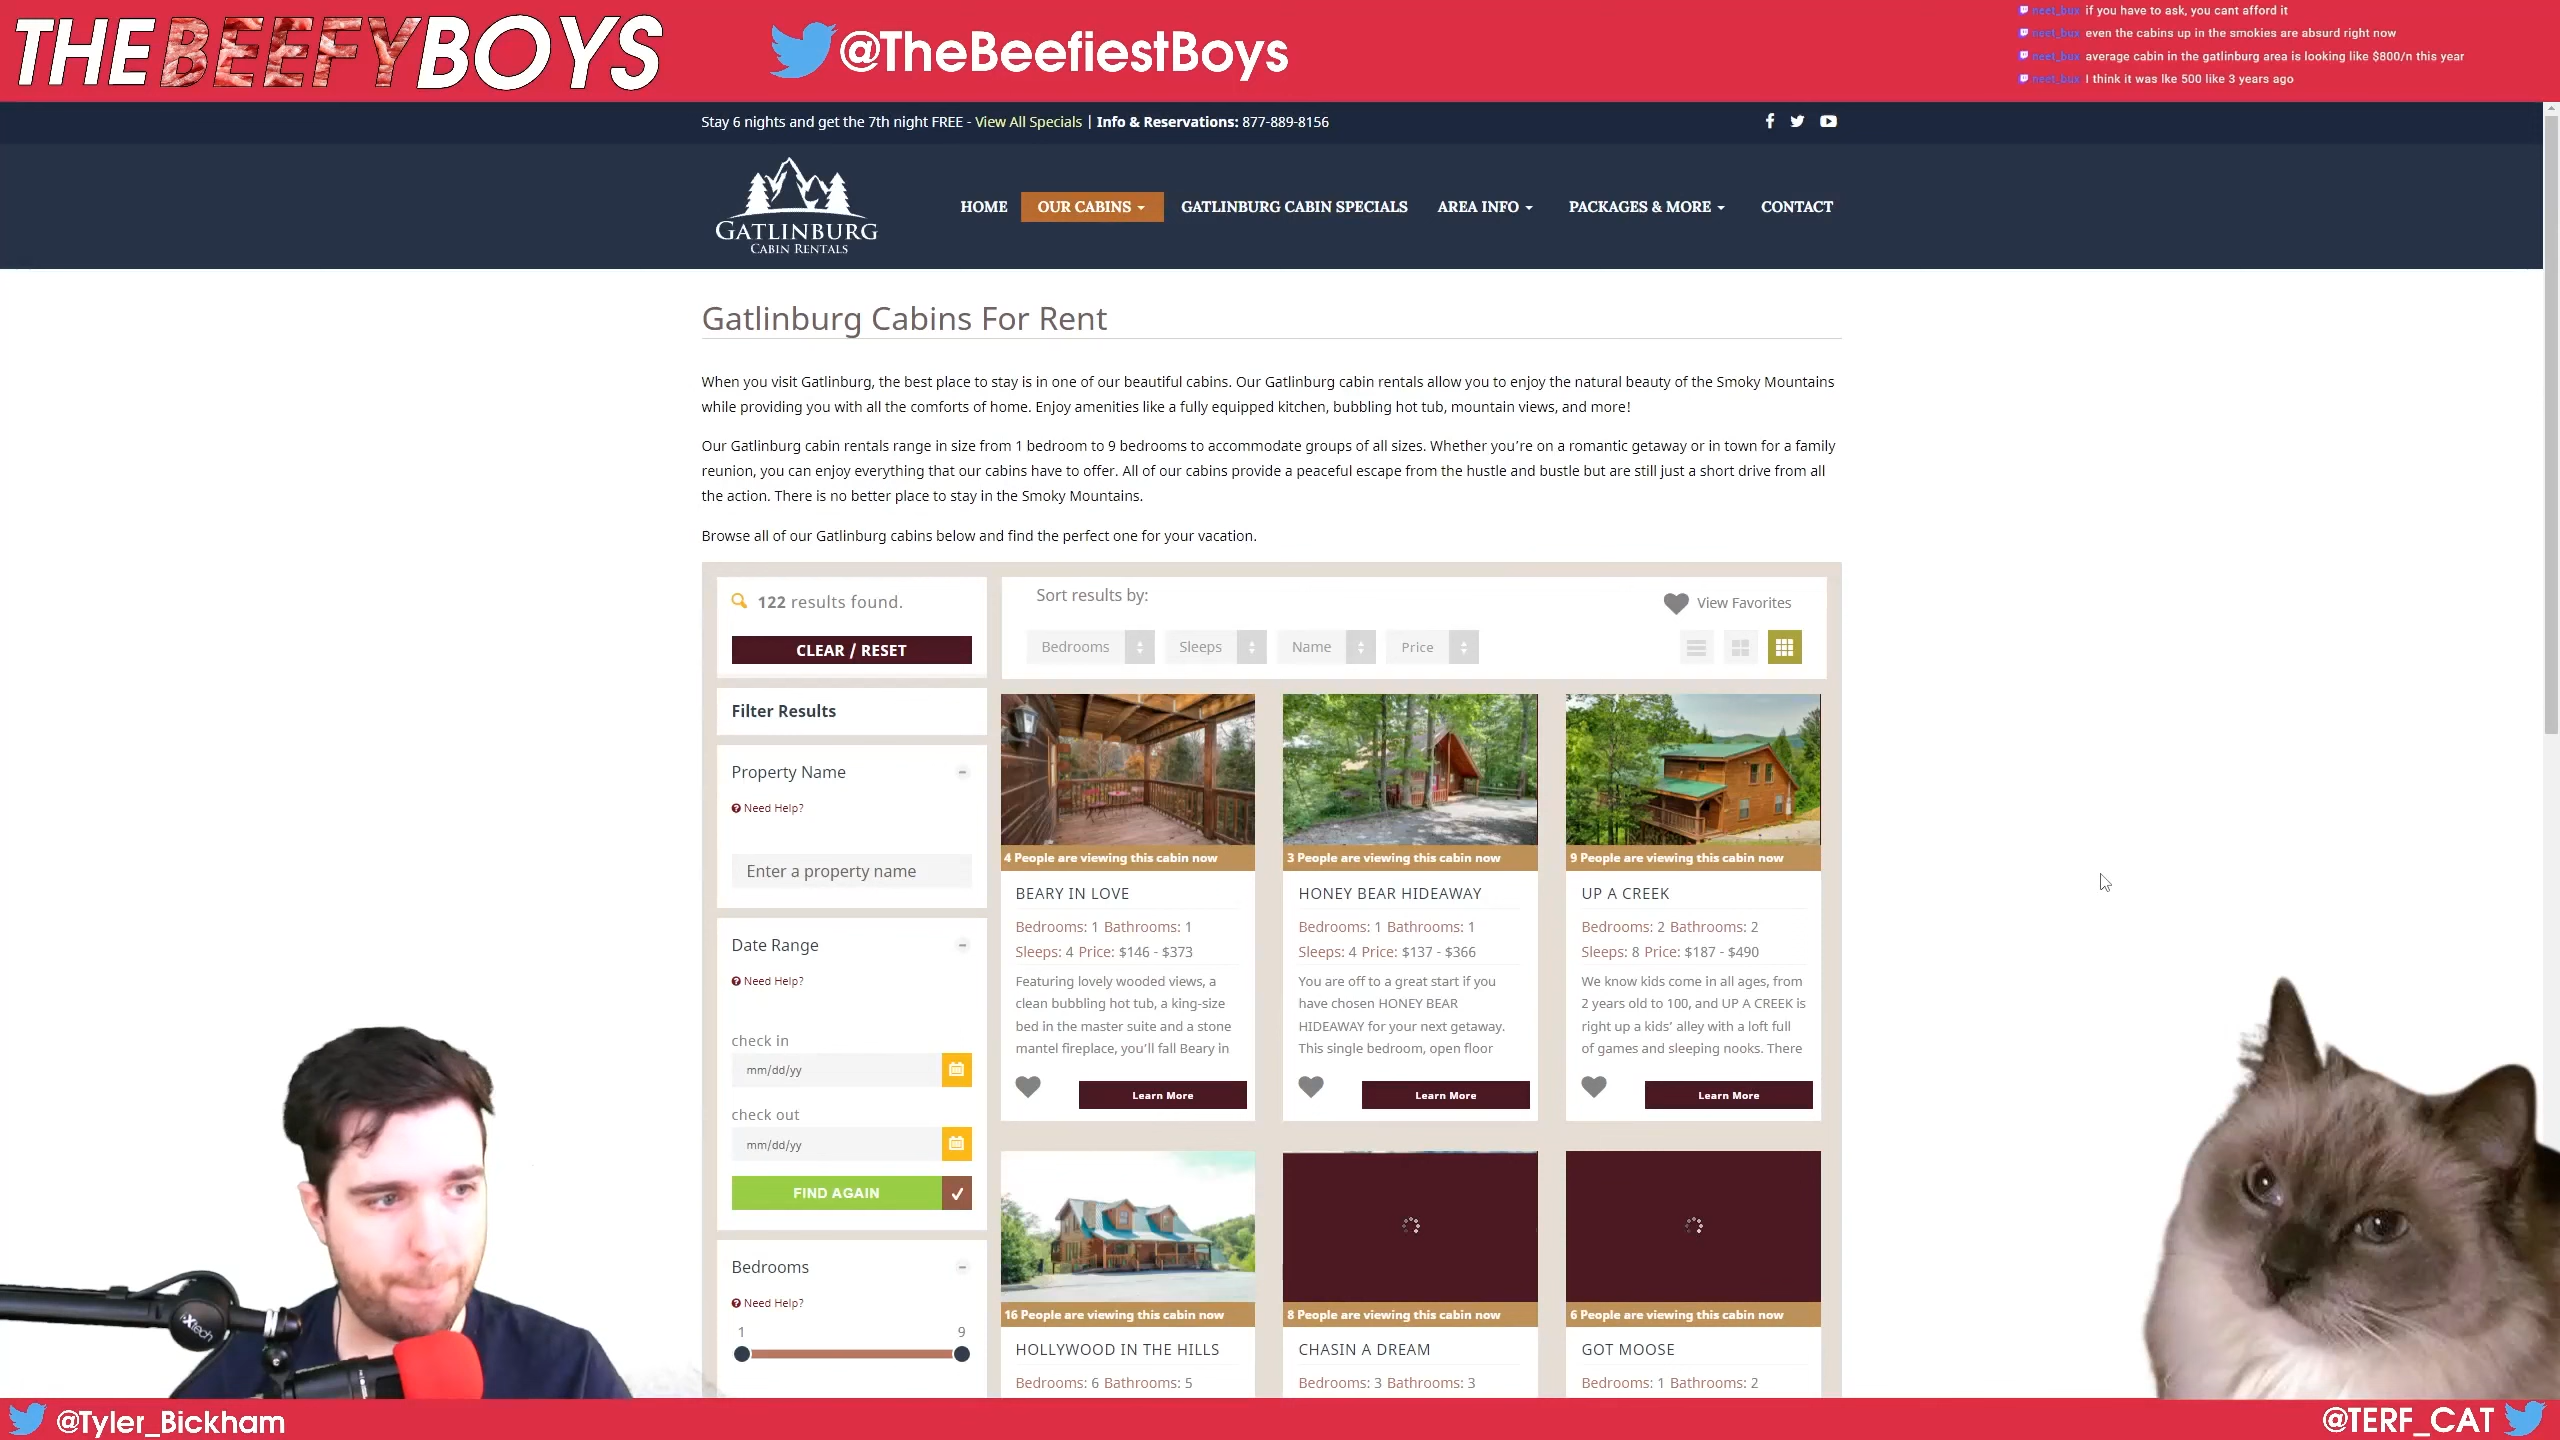 THE BEEFY BOYS
@TheBeefiestBoys
neet_bux if you have to ask, you cant afford it
neet_bux even the cabins up in the smokies are absurd right now
neet_bux average cabin in the gatlinburg area is looking like $800/n this year
neet_bux I think it was lke 500 like 3 years ago
Stay 6 nights and get the 7th night FREE - View All Specials | Info & Reservations: 877-889-8156
GATLINBURG
CABIN RENTALS
HOME OUR CABINS GATLINBURG CABIN SPECIALS AREA INFO PACKAGES & MORE CONTACT
Gatlinburg Cabins For Rent
When you visit Gatlinburg, the best place to stay is in one of our beautiful cabins. Our Gatlinburg cabin rentals allow you to enjoy the natural beauty of the Smoky Mountains
while providing you with all the comforts of home. Enjoy amenities like a fully equipped kitchen, bubbling hot tub, mountain views, and more!
Our Gatlinburg cabin rentals range in size from 1 bedroom to 9 bedrooms to accommodate groups of all sizes. Whether you're on a romantic getaway or in town for a family
reunion, you can enjoy everything that our cabins have to offer. All of our cabins provide a peaceful escape from the hustle and bustle but are still just a short drive from all
the action. There is no better place to stay in the Smoky Mountains.
Browse all of our Gatlinburg cabins below and find the perfect one for your vacation.
122 results found.
CLEAR / RESET
Filter Results
Property Name
Need Help?
Enter a property name
Date Range
Need Help?
check in
mm/dd/yy
check out
mm/dd/yy
FIND AGAIN
Bedrooms
Need Help?
1 9
Sort results by:
View Favorites
Bedrooms Sleeps Name Price
4 People are viewing this cabin now
BEARY IN LOVE
Bedrooms: 1 Bathrooms: 1
Sleeps: 4 Price: $146 - $373
Featuring lovely wooded views, a
clean bubbling hot tub, a king-size
bed in the master suite and a stone
mantel fireplace, you'll fall Beary in
Learn More
3 People are viewing this cabin now
HONEY BEAR HIDEAWAY
Bedrooms: 1 Bathrooms: 1
Sleeps: 4 Price: $137 - $366
You are off to a great start if you
have chosen HONEY BEAR
HIDEAWAY for your next getaway.
This single bedroom, open floor
Learn More
9 People are viewing this cabin now
UP A CREEK
Bedrooms: 2 Bathrooms: 2
Sleeps: 8 Price: $187 - $490
We know kids come in all ages, from
2 years old to 100, and UP A CREEK is
right up a kids' alley with a loft full
of games and sleeping nooks. There
Learn More
16 People are viewing this cabin now
HOLLYWOOD IN THE HILLS
Bedrooms: 6 Bathrooms: 5
8 People are viewing this cabin now
CHASIN A DREAM
Bedrooms: 3 Bathrooms: 3
6 People are viewing this cabin now
GOT MOOSE
Bedrooms: 1 Bathrooms: 2
@Tyler_Bickham
@TERF_CAT